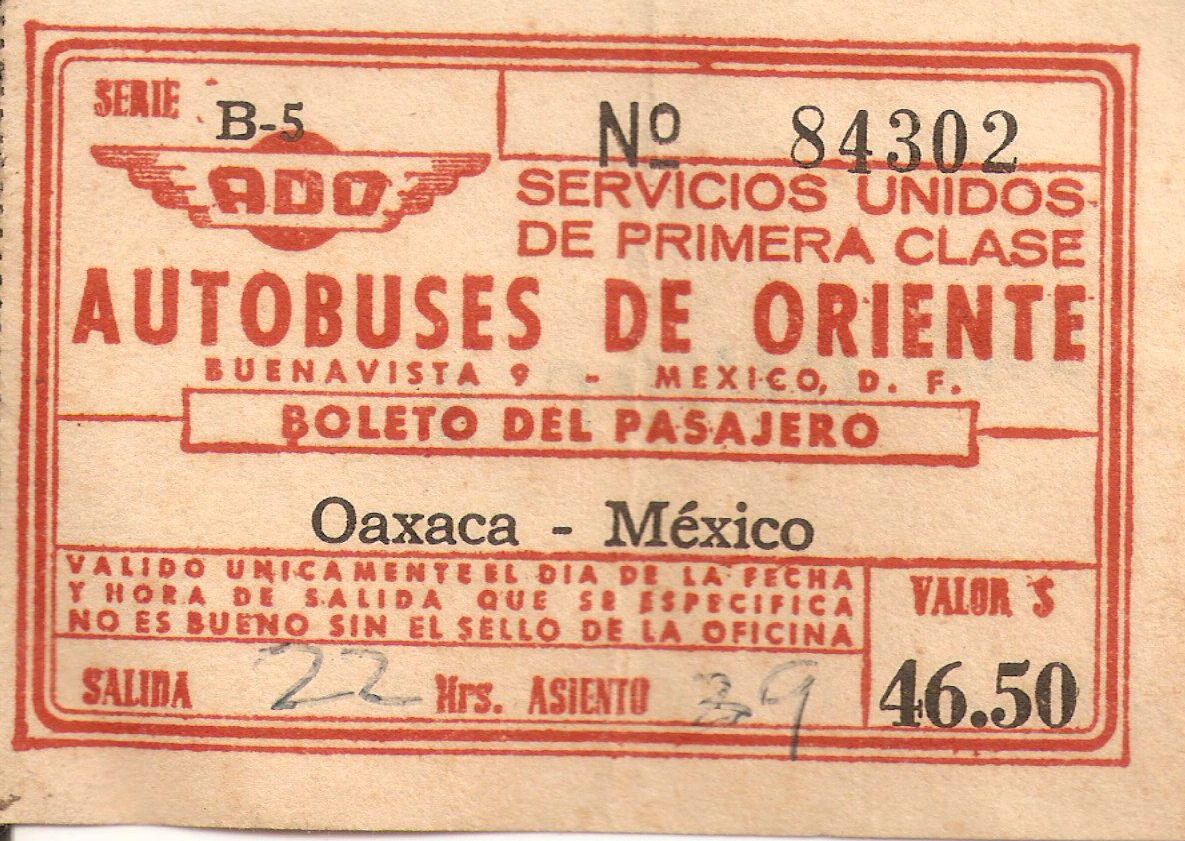 SERIE B-5
Nº 84302
ADO
SERVICIOS UNIDOS
DE PRIMERA CLASE
AUTOBUSES DE ORIENTE
BUENAVISTA 9 - MEXICO, D. F.
BOLETO DEL PASAJERO
Oaxaca - México
VALIDO UNICAMENTE EL DIA DE LA FECHA
Y HORA DE SALIDA QUE SE ESPECIFICA
NO ES BUENO SIN EL SELLO DE LA OFICINA
VALOR $
46.50
SALIDA 22 Hrs. ASIENTO 39